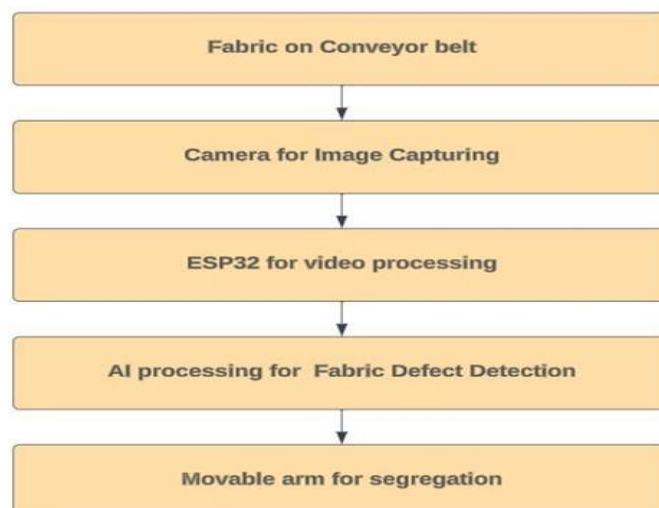 Fabric on Conveyor belt
Camera for Image Capturing
ESP32 for video processing
AI processing for Fabric Defect Detection
Movable arm for segregation